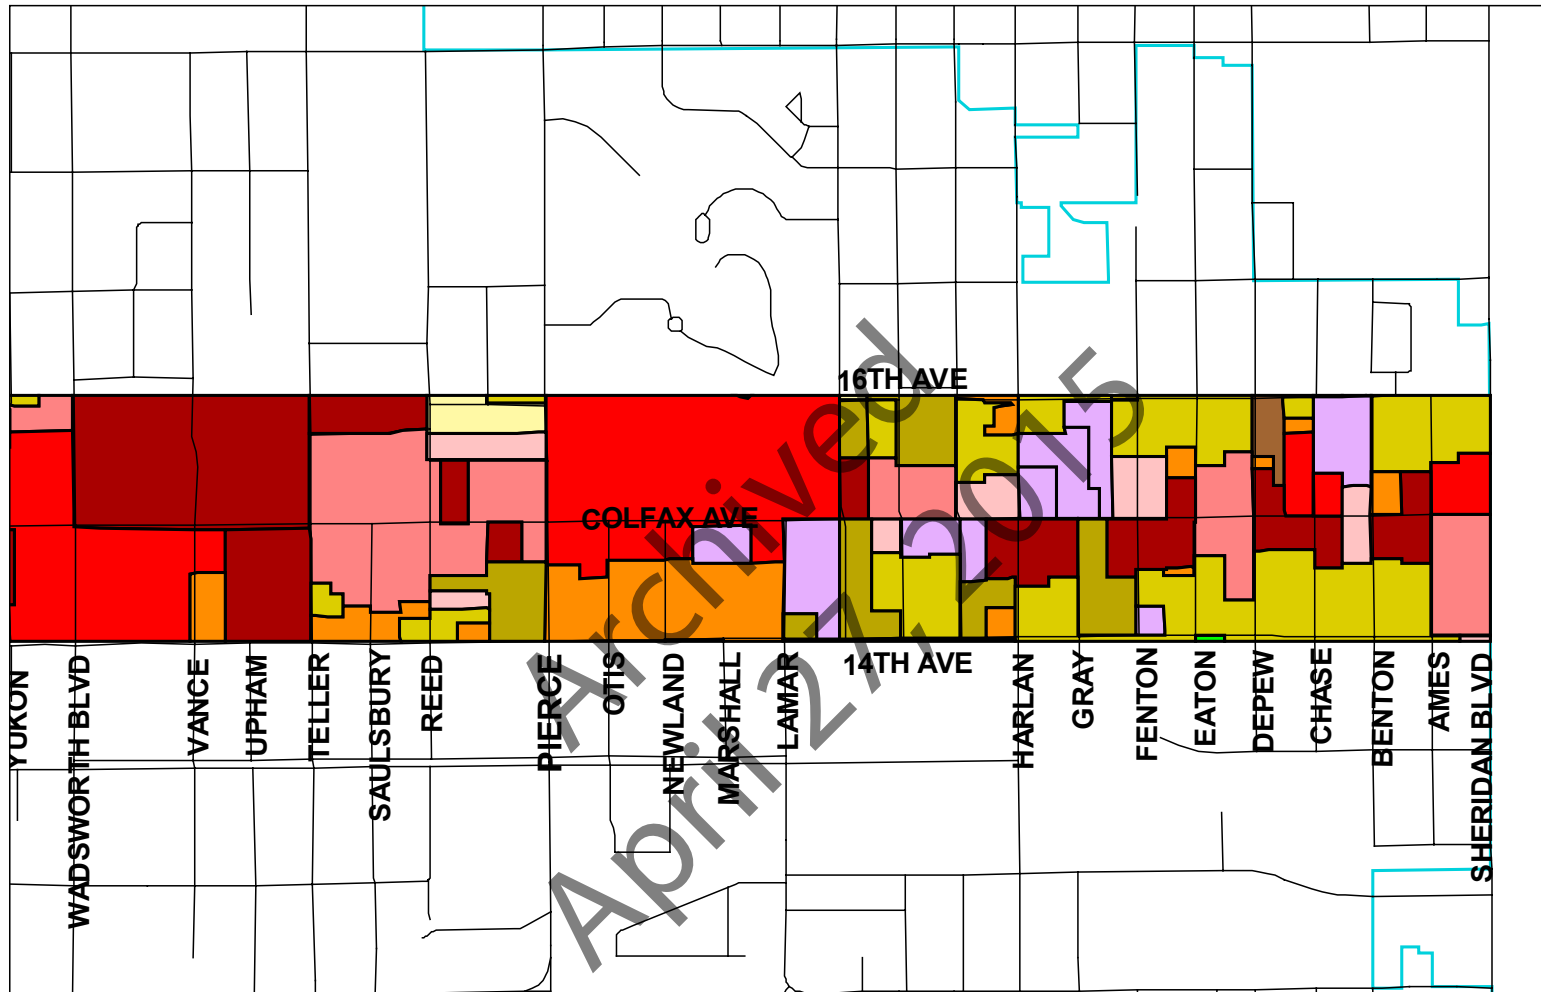 16TH AVE
COLFAX AVE
14TH AVE
YUKON
WADSWORTH BLVD
VANCE
UPHAM
TELLER
SAULSBURY
REED
PIERCE
OTIS
NEWLAND
MARSHALL
LAMAR
HARLAN
GRAY
FENTON
EATON
DEPEW
CHASE
BENTON
AMES
SHERIDAN BLVD
Archived
April 27, 2015